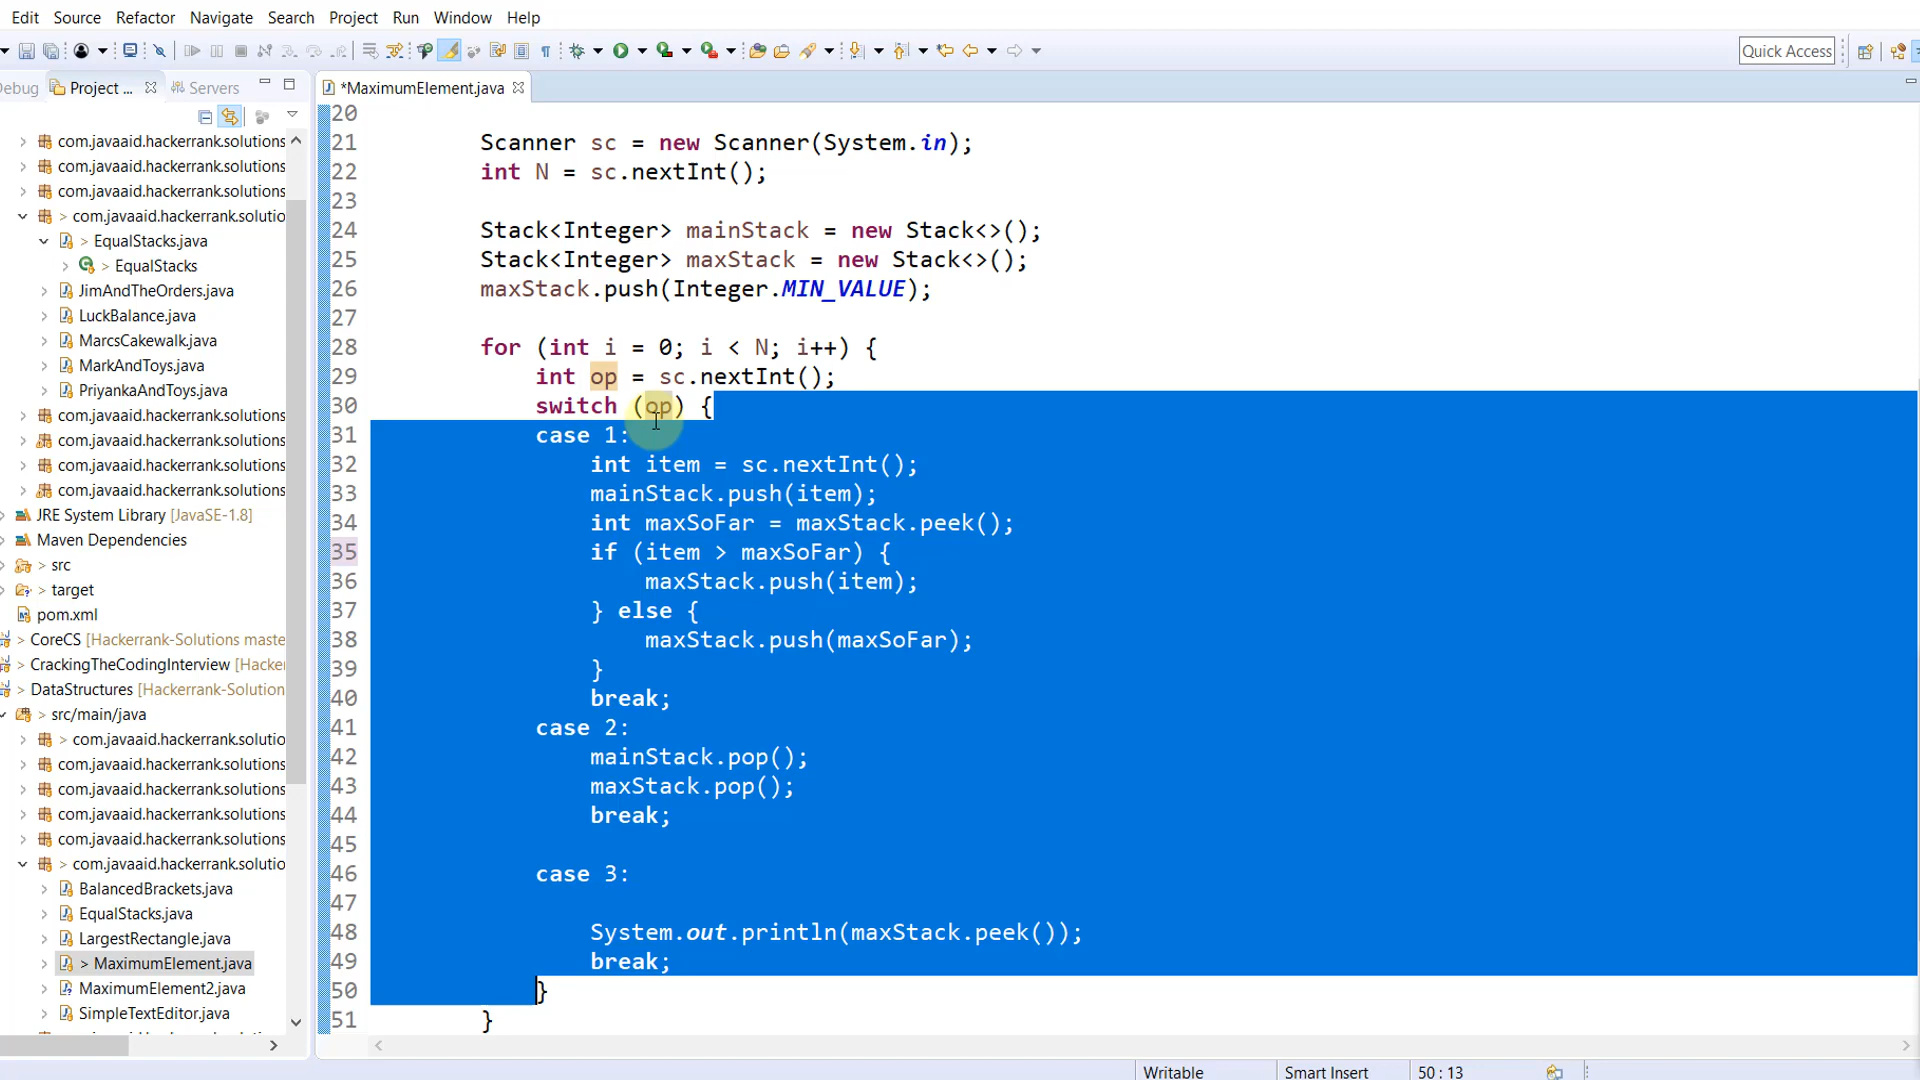 Edit Source Refactor Navigate Search Project Run Window Help
Quick Access
Debug Project ... Servers
*MaximumElement.java
com.javaaid.hackerrank.solutions
com.javaaid.hackerrank.solutions
com.javaaid.hackerrank.solutions
> com.javaaid.hackerrank.solutio
> EqualStacks.java
> EqualStacks
JimAndTheOrders.java
LuckBalance.java
MarcsCakewalk.java
MarkAndToys.java
PriyankaAndToys.java
com.javaaid.hackerrank.solutions
com.javaaid.hackerrank.solutions
com.javaaid.hackerrank.solutions
com.javaaid.hackerrank.solutions
JRE System Library [JavaSE-1.8]
Maven Dependencies
> src
> target
pom.xml
> CoreCS [Hackerrank-Solutions maste
> CrackingTheCodingInterview [Hacker
> DataStructures [Hackerrank-Solution
> src/main/java
> com.javaaid.hackerrank.solutio
com.javaaid.hackerrank.solutions
com.javaaid.hackerrank.solutions
com.javaaid.hackerrank.solutions
com.javaaid.hackerrank.solutions
> com.javaaid.hackerrank.solutio
BalancedBrackets.java
EqualStacks.java
LargestRectangle.java
> MaximumElement.java
MaximumElement2.java
SimpleTextEditor.java
20
21 Scanner sc = new Scanner(System.in);
22 int N = sc.nextInt();
23
24 Stack<Integer> mainStack = new Stack<>();
25 Stack<Integer> maxStack = new Stack<>();
26 maxStack.push(Integer.MIN_VALUE);
27
28 for (int i = 0; i < N; i++) {
29 int op = sc.nextInt();
30 switch (op) {
31 case 1:
32 int item = sc.nextInt();
33 mainStack.push(item);
34 int maxSoFar = maxStack.peek();
35 if (item > maxSoFar) {
36 maxStack.push(item);
37 } else {
38 maxStack.push(maxSoFar);
39 }
40 break;
41 case 2:
42 mainStack.pop();
43 maxStack.pop();
44 break;
45
46 case 3:
47
48 System.out.println(maxStack.peek());
49 break;
50 }
51 }
Writable Smart Insert 50 : 13